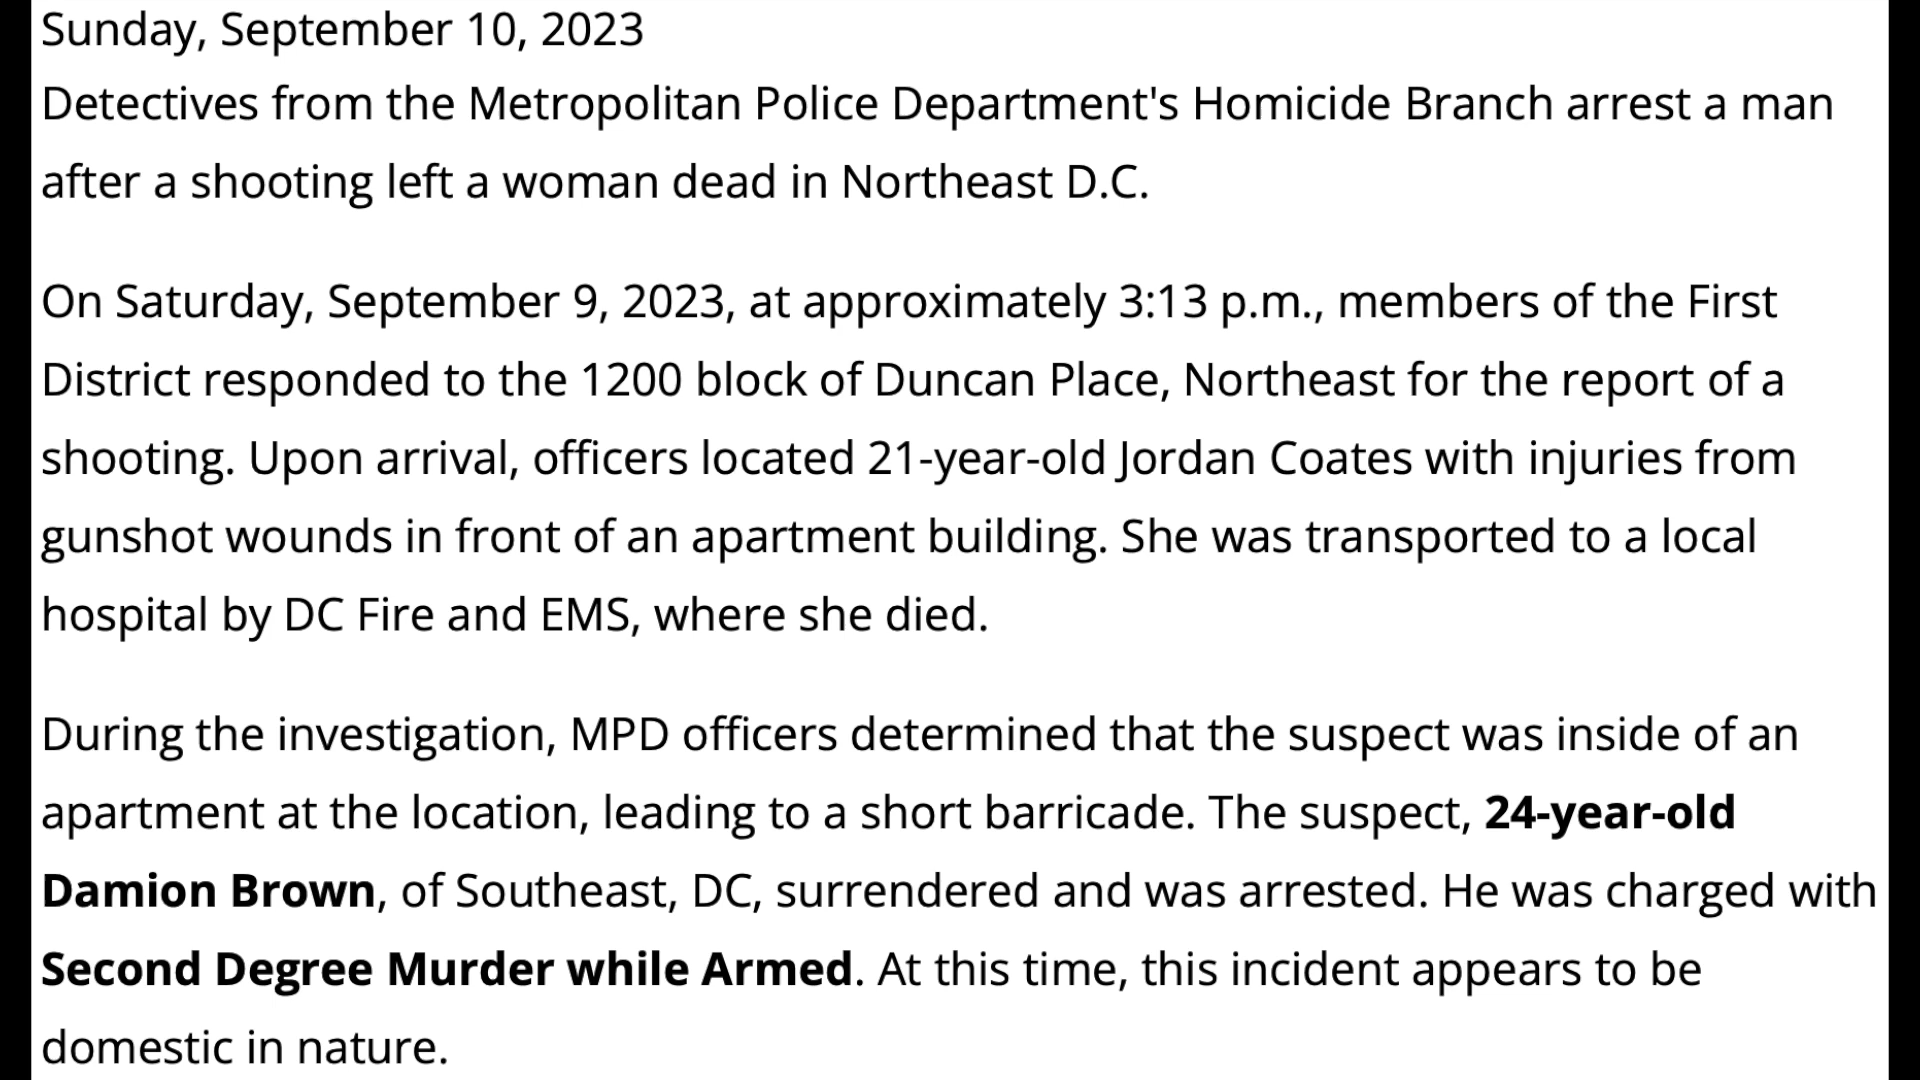 Sunday, September 10, 2023
Detectives from the Metropolitan Police Department's Homicide Branch arrest a man
after a shooting left a woman dead in Northeast D.C.
On Saturday, September 9, 2023, at approximately 3:13 p.m., members of the First
District responded to the 1200 block of Duncan Place, Northeast for the report of a
shooting. Upon arrival, officers located 21-year-old Jordan Coates with injuries from
gunshot wounds in front of an apartment building. She was transported to a local
hospital by DC Fire and EMS, where she died.
During the investigation, MPD officers determined that the suspect was inside of an
apartment at the location, leading to a short barricade. The suspect, 24-year-old
Damion Brown, of Southeast, DC, surrendered and was arrested. He was charged with
Second Degree Murder while Armed. At this time, this incident appears to be
domestic in nature.